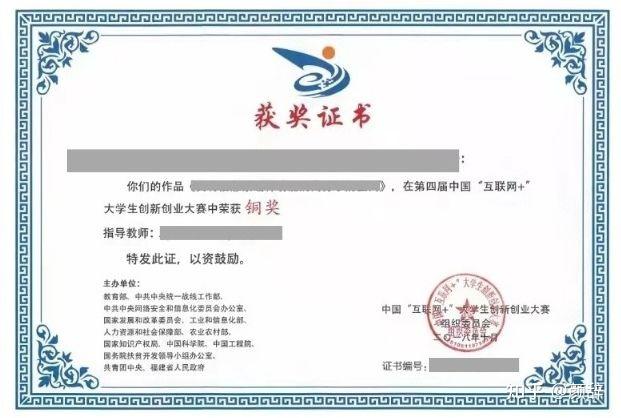 获奖证书
：
你们的作品《》，在第四届中国“互联网+”
大学生创新创业大赛中荣获 铜奖
指导教师：
特发此证，以资鼓励。
主办单位：
教育部、中共中央统一战线工作部、
中共中央网络安全和信息化委员会办公室、
国家发展和改革委员会、工业和信息化部、
人力资源和社会保障部、农业农村部、
国家知识产权局、中国科学院、中国工程院、
国务院扶贫开发领导小组办公室、
共青团中央、福建省人民政府
中国“互联网+”大学生创新创业大赛
组织委员会
二〇一八年十月
证书编号：
知乎 @颜辞